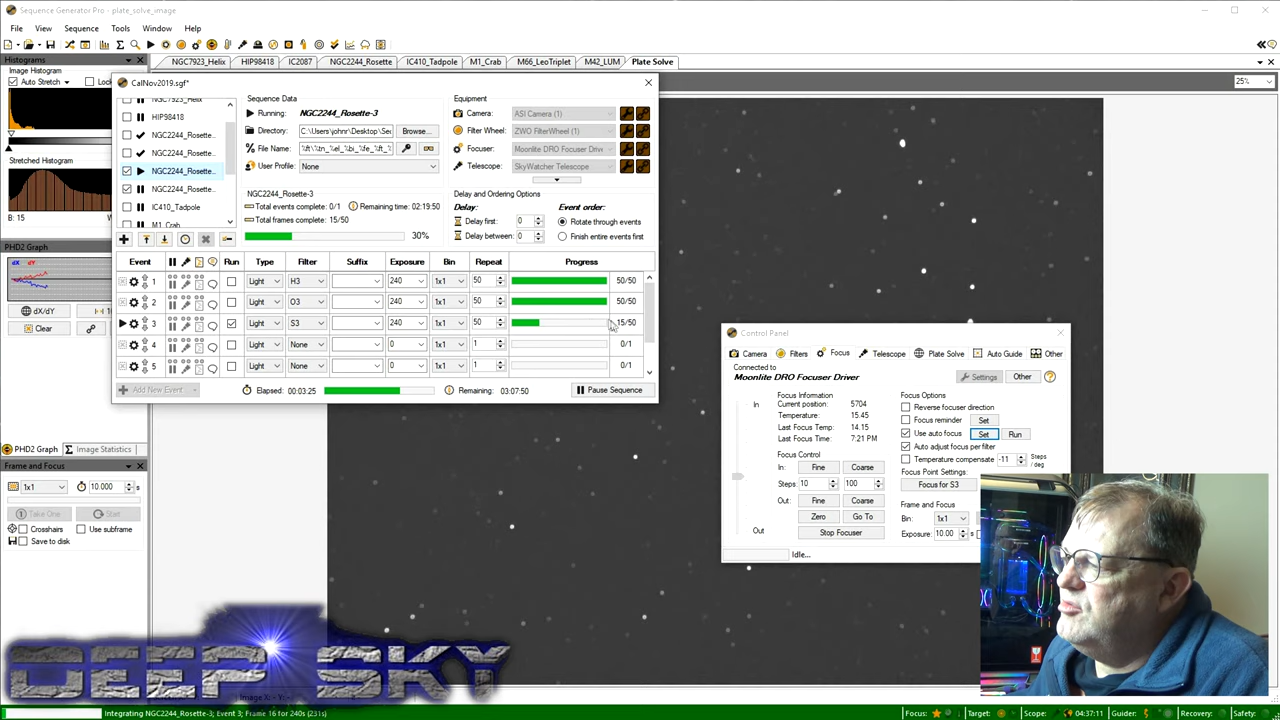 Sequence Generator Pro - plate_solve_image
File View Sequence Tools Window Help
Histograms
Image Histogram
Auto Stretch
Lock
Stretched Histogram
B: 15 W:
PHD2 Graph
dX dY
dX/dY
Clear
PHD2 Graph Image Statistics
Frame and Focus
1x1 10.000 s
Take One Start
Crosshairs Use subframe
Save to disk
NGC7923_Helix HIP98418 IC2087 NGC2244_Rosette IC410_Tadpole M1_Crab M66_LeoTriplet M42_LUM Plate Solve
25%
CalNov2019.sgf*
NGC7923_Helix
HIP98418
NGC2244_Rosette..
NGC2244_Rosette..
NGC2244_Rosette..
NGC2244_Rosette..
IC410_Tadpole
M1_Crab
Sequence Data
Running: NGC2244_Rosette-3
Directory: C:\Users\johnr\Desktop\Sec Browse...
File Name: %ft\%tn_%el_%bi_%fe_%ft_%
User Profile: None
NGC2244_Rosette-3
Total events complete: 0/1 Remaining time: 02:19:50
Total frames complete: 15/50
30%
Equipment
Camera: ASI Camera (1)
Filter Wheel: ZWO FilterWheel (1)
Focuser: Moonlite DRO Focuser Driv
Telescope: SkyWatcher Telescope
Delay and Ordering Options
Delay: Event order:
Delay first: 0 Rotate through events
Delay between: 0 Finish entire events first
Event Run Type Filter Suffix Exposure Bin Repeat Progress
1 Light H3 240 1x1 50 50/50
2 Light O3 240 1x1 50 50/50
3 Light S3 240 1x1 50 15/50
4 Light None 0 1x1 1 0/1
5 Light None 0 1x1 1 0/1
Add New Event Elapsed: 00:03:25 Remaining: 03:07:50 Pause Sequence
Control Panel
Camera Filters Focus Telescope Plate Solve Auto Guide Other
Connected to
Moonlite DRO Focuser Driver
Settings Other
Focus Information
Current position: 5704
Temperature: 15.45
Last Focus Temp: 14.15
Last Focus Time: 7:21 PM
Focus Control
In: Fine Coarse
Steps: 10 100
Out: Fine Coarse
Zero Go To
Stop Focuser
In
Out
Idle...
Focus Options
Reverse focuser direction
Focus reminder Set
Use auto focus Set Run
Auto adjust focus per filter
Temperature compensate -11 Steps / deg
Focus Point Settings:
Focus for S3
Frame and Focus
Bin: 1x1
Exposure: 10.00 s
DEEP SKY
Integrating NGC2244_Rosette-3; Event 3; Frame 16 for 240s (231s)
Focus: Target: Scope: 04:37:11 Guider: Recovery: Safety: